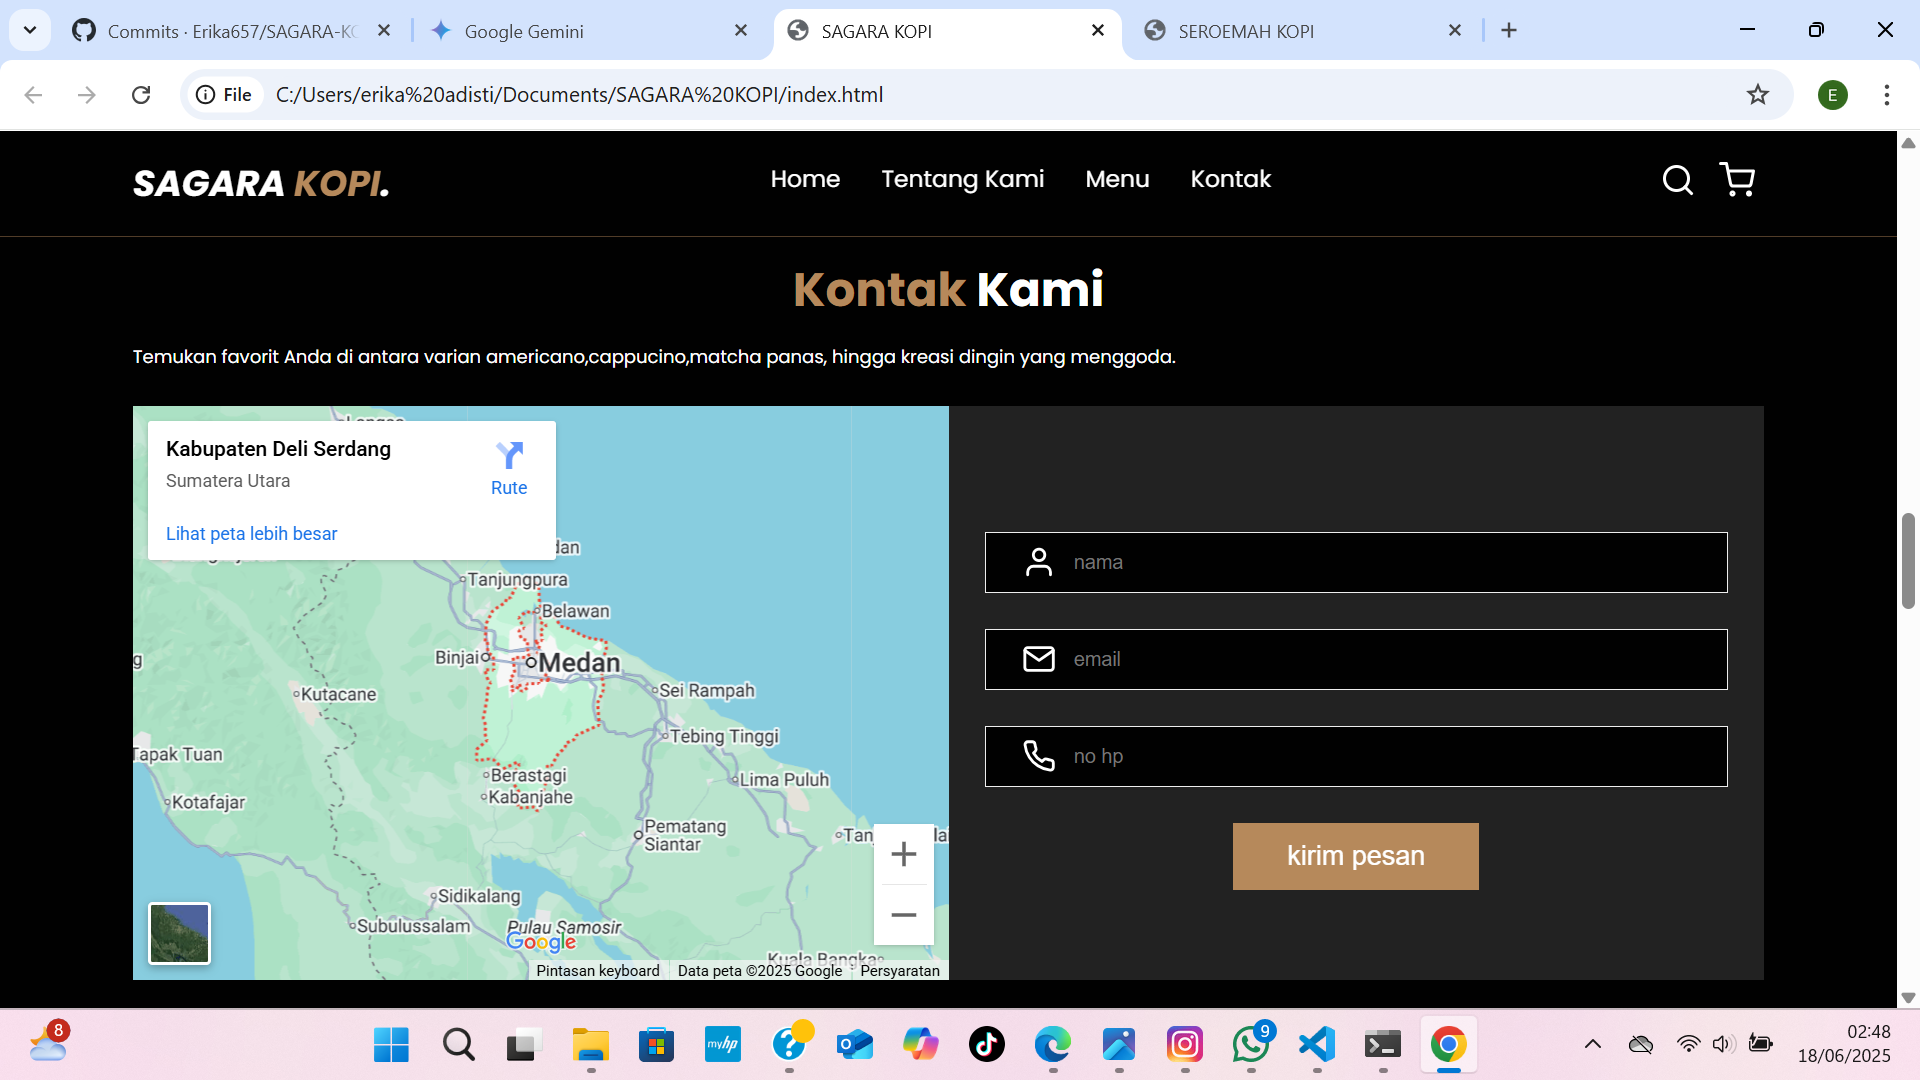 Commits · Erika657/SAGARA-KO
Google Gemini
SAGARA KOPI
SEROEMAH KOPI
File
C:/Users/erika%20adisti/Documents/SAGARA%20KOPI/index.html
E
SAGARA KOPI.
Home
Tentang Kami
Menu
Kontak
Kontak Kami
Temukan favorit Anda di antara varian americano,cappucino,matcha panas, hingga kreasi dingin yang menggoda.
Kabupaten Deli Serdang
Sumatera Utara
Rute
Lihat peta lebih besar
Tanjungpura
Belawan
Binjai
Medan
Kutacane
Sei Rampah
Tebing Tinggi
Tapak Tuan
Berastagi
Lima Puluh
Kabanjahe
Kotafajar
Pematang
Siantar
Sidikalang
Subulussalam
Pulau Samosir
Google
Pintasan keyboard
Data peta ©2025 Google
Persyaratan
nama
email
no hp
kirim pesan
8
myhp
9
02:48
18/06/2025